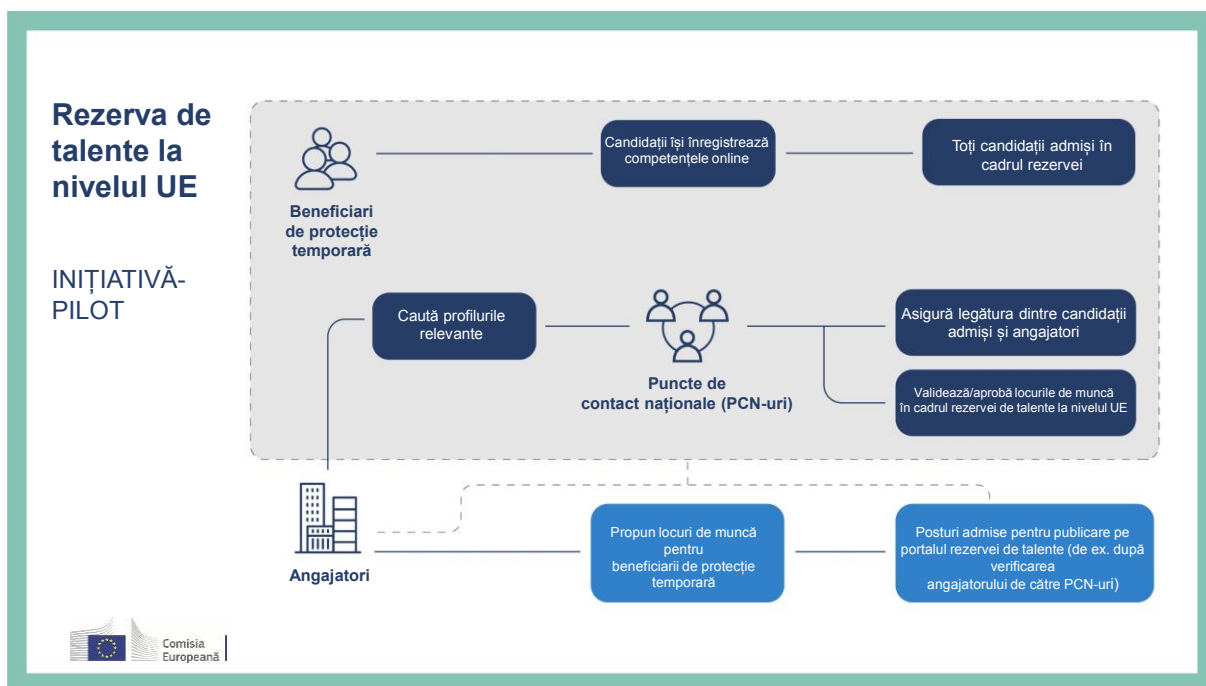 Rezerva de
talente la
nivelul UE
INIȚIATIVĂ-
PILOT
Beneficiari
de protecție
temporară
Candidații își înregistrează
competențele online
Toți candidații admiși în
cadrul rezervei
Caută profilurile
relevante
Puncte de
contact naționale (PCN-uri)
Asigură legătura dintre candidații
admiși și angajatori
Validează/aprobă locurile de muncă
în cadrul rezervei de talente la nivelul UE
Angajatori
Propun locuri de muncă
pentru
beneficiarii de protecție
temporară
Posturi admise pentru publicare pe
portalul rezervei de talente (de ex. după
verificarea
angajatorului de către PCN-uri)
Comisia
Europeană